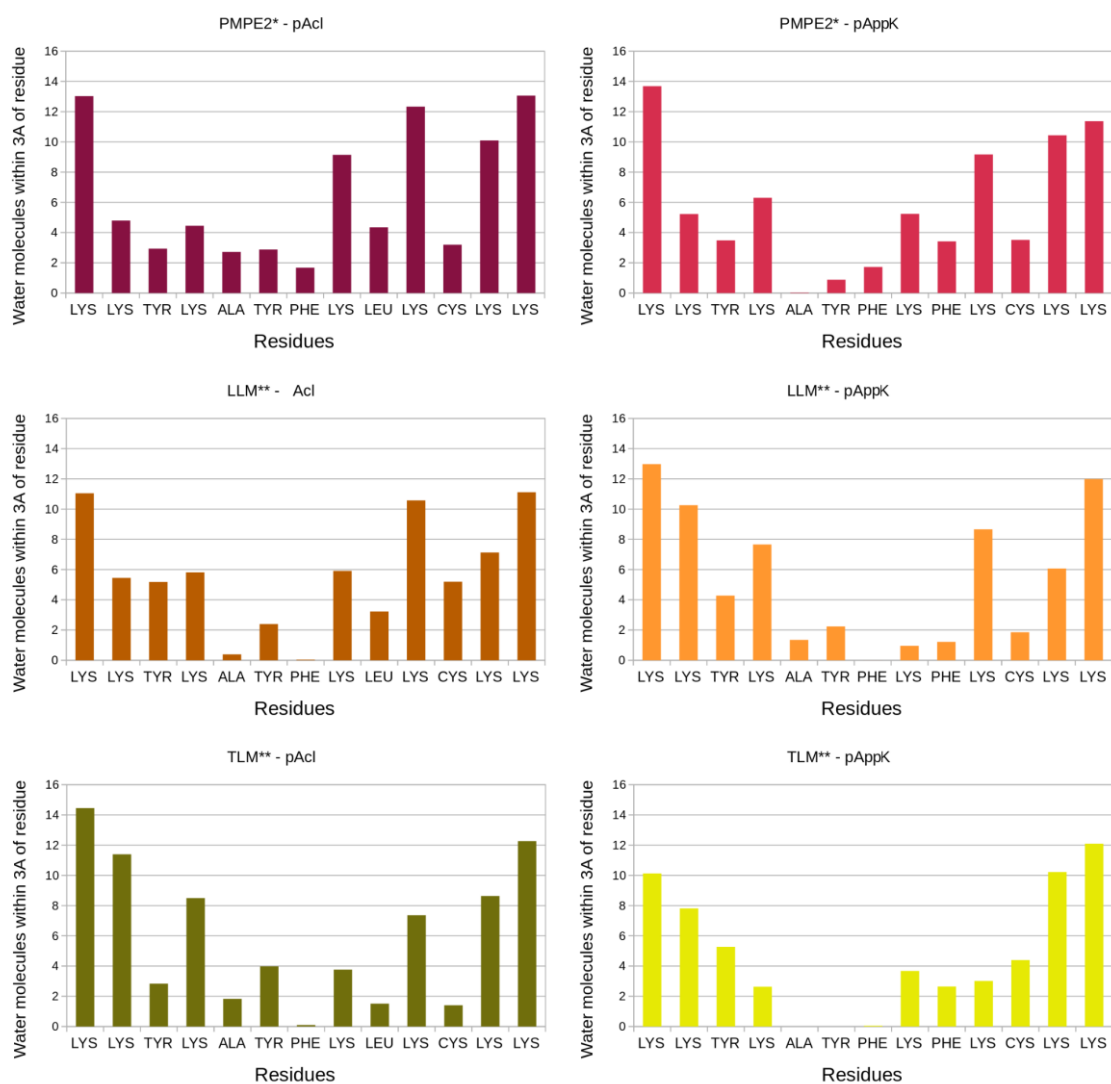 PMPE2* - pAcl
Water molecules within 3A of residue
16
14
12
10
8
6
4
2
0
LYS LYS TYR LYS ALA TYR PHE LYS LEU LYS CYS LYS LYS
Residues
PMPE2* - pAppK
Water molecules within 3A of residue
16
14
12
10
8
6
4
2
0
LYS LYS TYR LYS ALA TYR PHE LYS PHE LYS CYS LYS LYS
Residues
LLM** - Acl
Water molecules within 3A of residue
16
14
12
10
8
6
4
2
0
LYS LYS TYR LYS ALA TYR PHE LYS LEU LYS CYS LYS LYS
Residues
LLM** - pAppK
Water molecules within 3A of residue
16
14
12
10
8
6
4
2
0
LYS LYS TYR LYS ALA TYR PHE LYS PHE LYS CYS LYS LYS
Residues
TLM** - pAcl
Water molecules within 3A of residue
16
14
12
10
8
6
4
2
0
LYS LYS TYR LYS ALA TYR PHE LYS LEU LYS CYS LYS LYS
Residues
TLM** - pAppK
Water molecules within 3A of residue
16
14
12
10
8
6
4
2
0
LYS LYS TYR LYS ALA TYR PHE LYS PHE LYS CYS LYS LYS
Residues